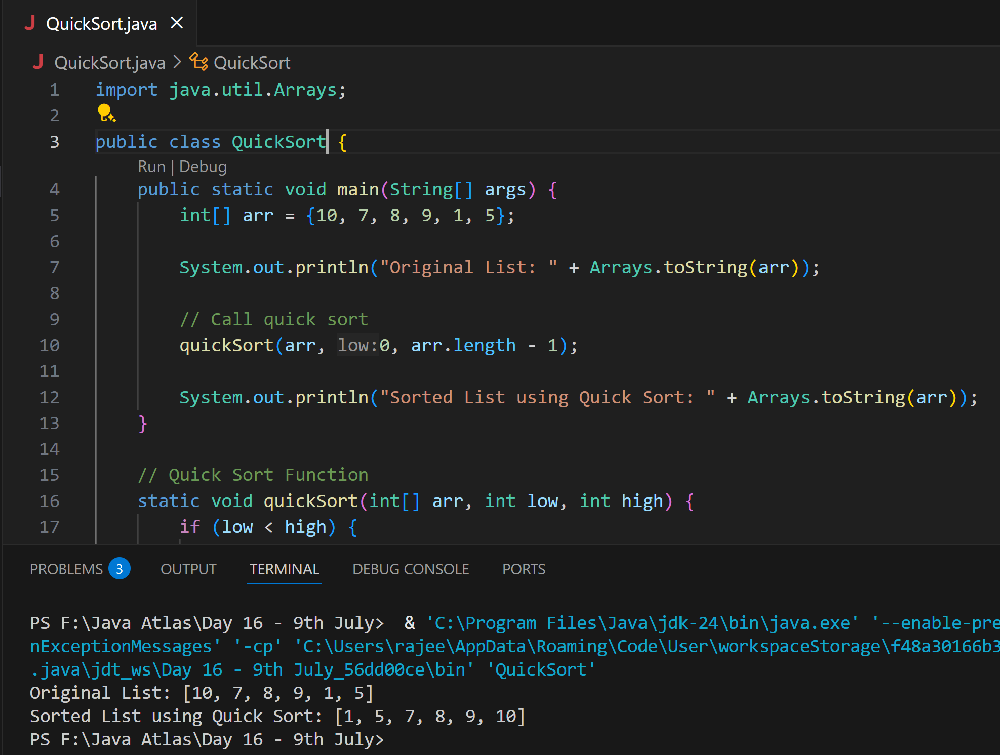 QuickSort.java
QuickSort.java > QuickSort
1 import java.util.Arrays;
2
3 public class QuickSort {
Run | Debug
4 public static void main(String[] args) {
5 int[] arr = {10, 7, 8, 9, 1, 5};
6
7 System.out.println("Original List: " + Arrays.toString(arr));
8
9 // Call quick sort
10 quickSort(arr, low:0, arr.length - 1);
11
12 System.out.println("Sorted List using Quick Sort: " + Arrays.toString(arr));
13 }
14
15 // Quick Sort Function
16 static void quickSort(int[] arr, int low, int high) {
17 if (low < high) {
PROBLEMS 3 OUTPUT TERMINAL DEBUG CONSOLE PORTS
PS F:\Java Atlas\Day 16 - 9th July>  & 'C:\Program Files\Java\jdk-24\bin\java.exe' '--enable-pre
nExceptionMessages' '-cp' 'C:\Users\rajee\AppData\Roaming\Code\User\workspaceStorage\f48a30166b3
.java\jdt_ws\Day 16 - 9th July_56dd00ce\bin' 'QuickSort'
Original List: [10, 7, 8, 9, 1, 5]
Sorted List using Quick Sort: [1, 5, 7, 8, 9, 10]
PS F:\Java Atlas\Day 16 - 9th July>